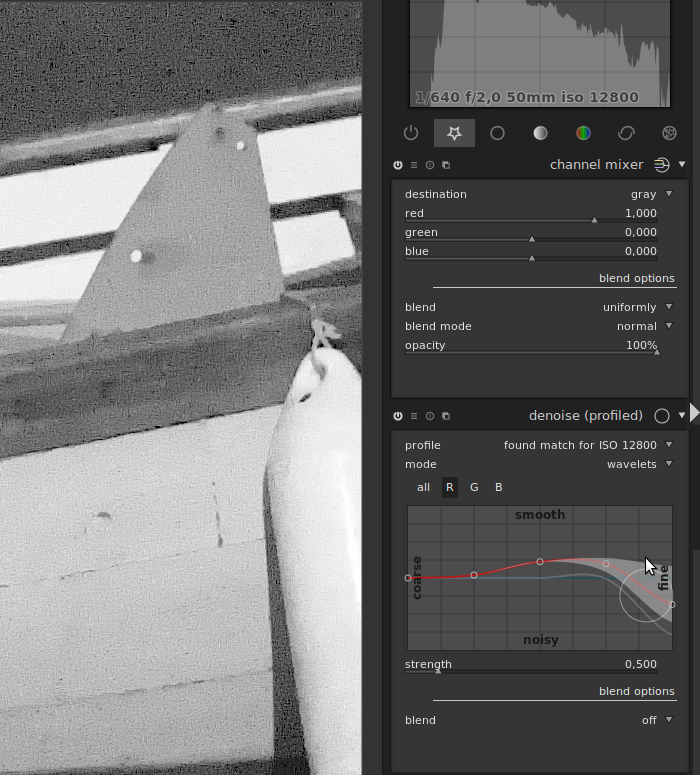 1/640 f/2,0 50mm iso 12800
channel mixer
destination gray
red 1,000
green 0,000
blue 0,000
blend options
blend uniformly
blend mode normal
opacity 100%
denoise (profiled)
profile found match for ISO 12800
mode wavelets
all R G B
smooth
coarse
fine
noisy
strength 0,500
blend options
blend off